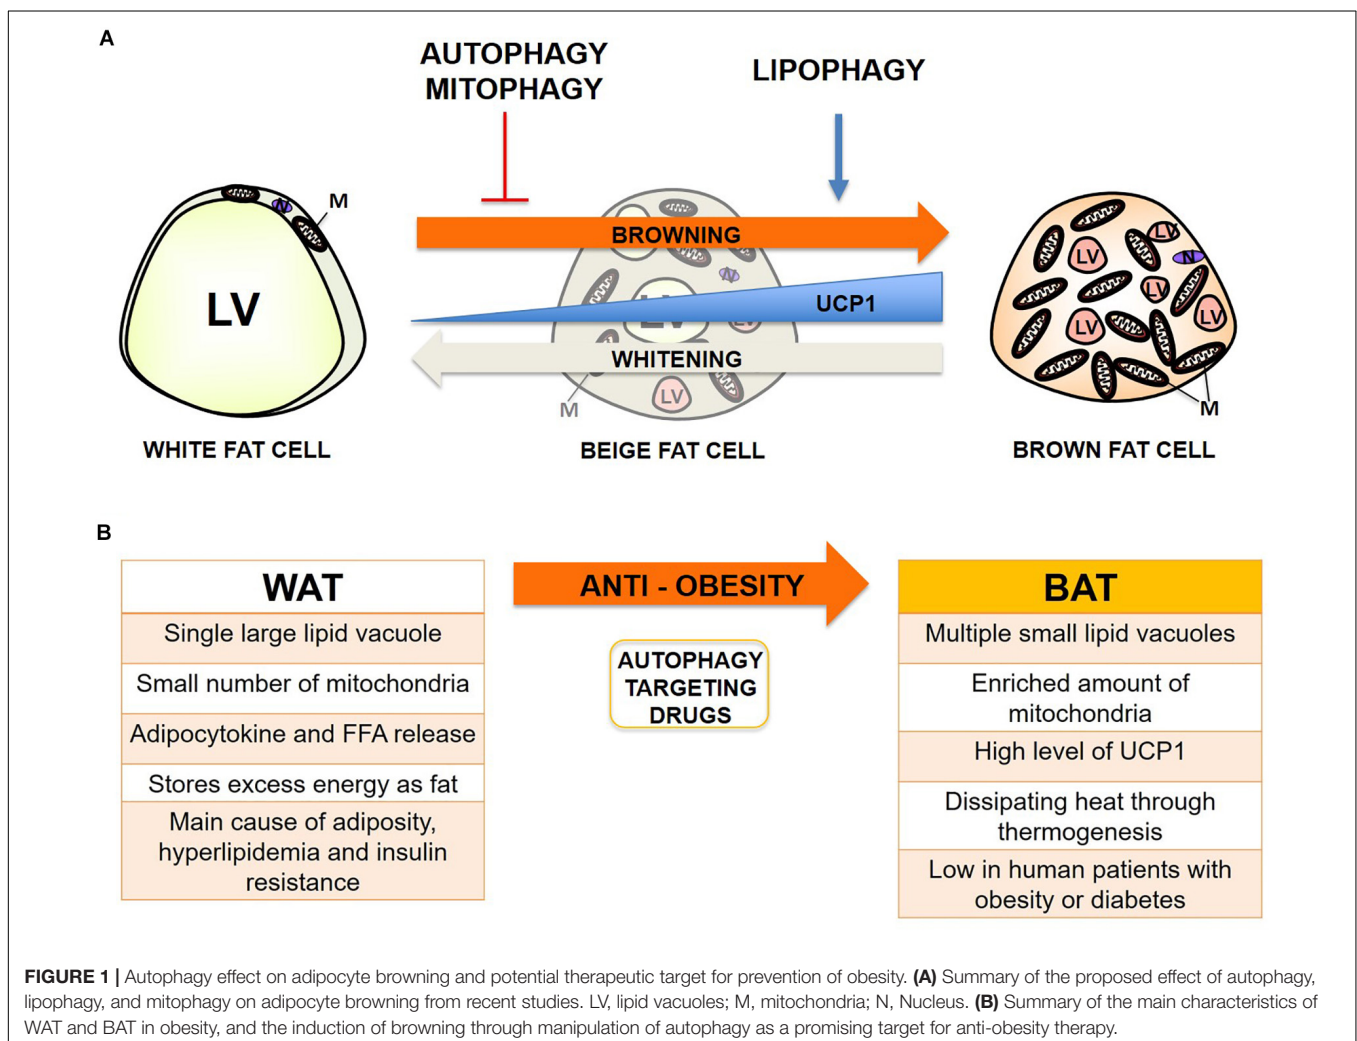 A
AUTOPHAGY
MITOPHAGY
LIPOPHAGY
N
M
LV
BROWNING
N
LV
UCP1
LV
WHITENING
LV
M
LV
LV
N
LV
LV
LV
M
WHITE FAT CELL
BEIGE FAT CELL
BROWN FAT CELL
B
WAT
Single large lipid vacuole
Small number of mitochondria
Adipocytokine and FFA release
Stores excess energy as fat
Main cause of adiposity,
hyperlipidemia and insulin
resistance
ANTI - OBESITY
AUTOPHAGY
TARGETING
DRUGS
BAT
Multiple small lipid vacuoles
Enriched amount of
mitochondria
High level of UCP1
Dissipating heat through
thermogenesis
Low in human patients with
obesity or diabetes
FIGURE 1 | Autophagy effect on adipocyte browning and potential therapeutic target for prevention of obesity. (A) Summary of the proposed effect of autophagy,
lipophagy, and mitophagy on adipocyte browning from recent studies. LV, lipid vacuoles; M, mitochondria; N, Nucleus. (B) Summary of the main characteristics of
WAT and BAT in obesity, and the induction of browning through manipulation of autophagy as a promising target for anti-obesity therapy.